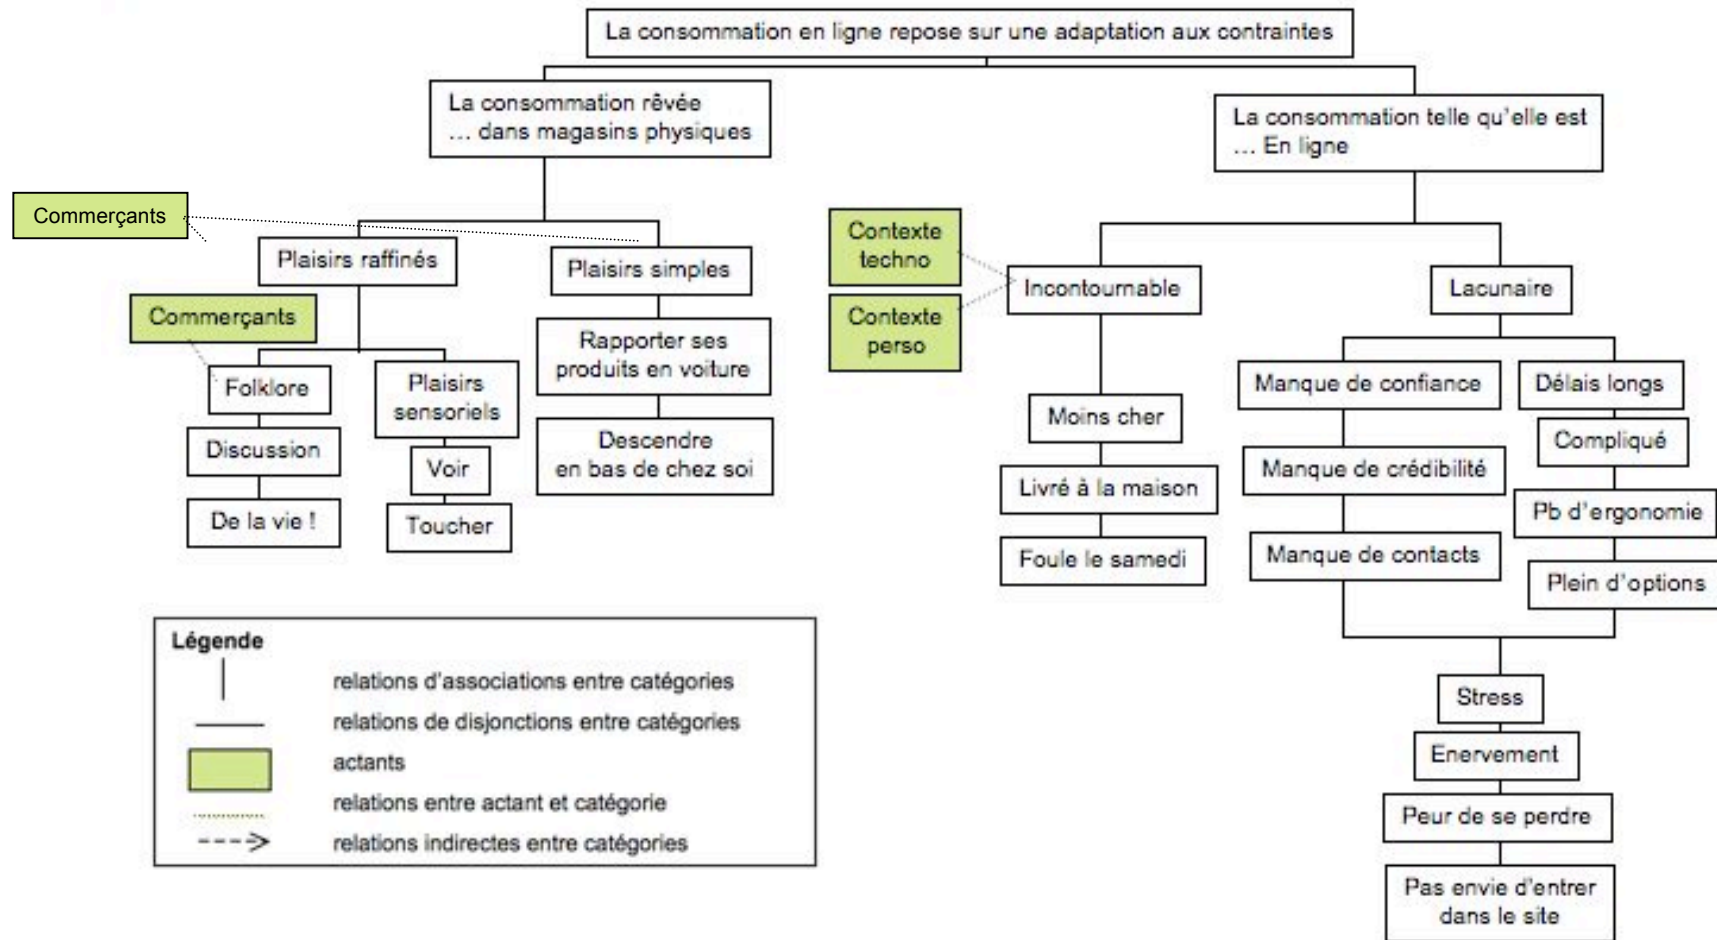 La consommation en ligne repose sur une adaptation aux contraintes
La consommation rêvée
… dans magasins physiques
La consommation telle qu'elle est
… En ligne
Commerçants
Plaisirs raffinés
Plaisirs simples
Commerçants
Folklore
Discussion
De la vie !
Plaisirs
sensoriels
Voir
Toucher
Rapporter ses
produits en voiture
Descendre
en bas de chez soi
Contexte
techno
Contexte
perso
Incontournable
Lacunaire
Moins cher
Livré à la maison
Foule le samedi
Manque de confiance
Manque de crédibilité
Manque de contacts
Délais longs
Compliqué
Pb d'ergonomie
Plein d'options
Stress
Enervement
Peur de se perdre
Pas envie d'entrer
dans le site
Légende
relations d'associations entre catégories
relations de disjonctions entre catégories
actants
relations entre actant et catégorie
relations indirectes entre catégories